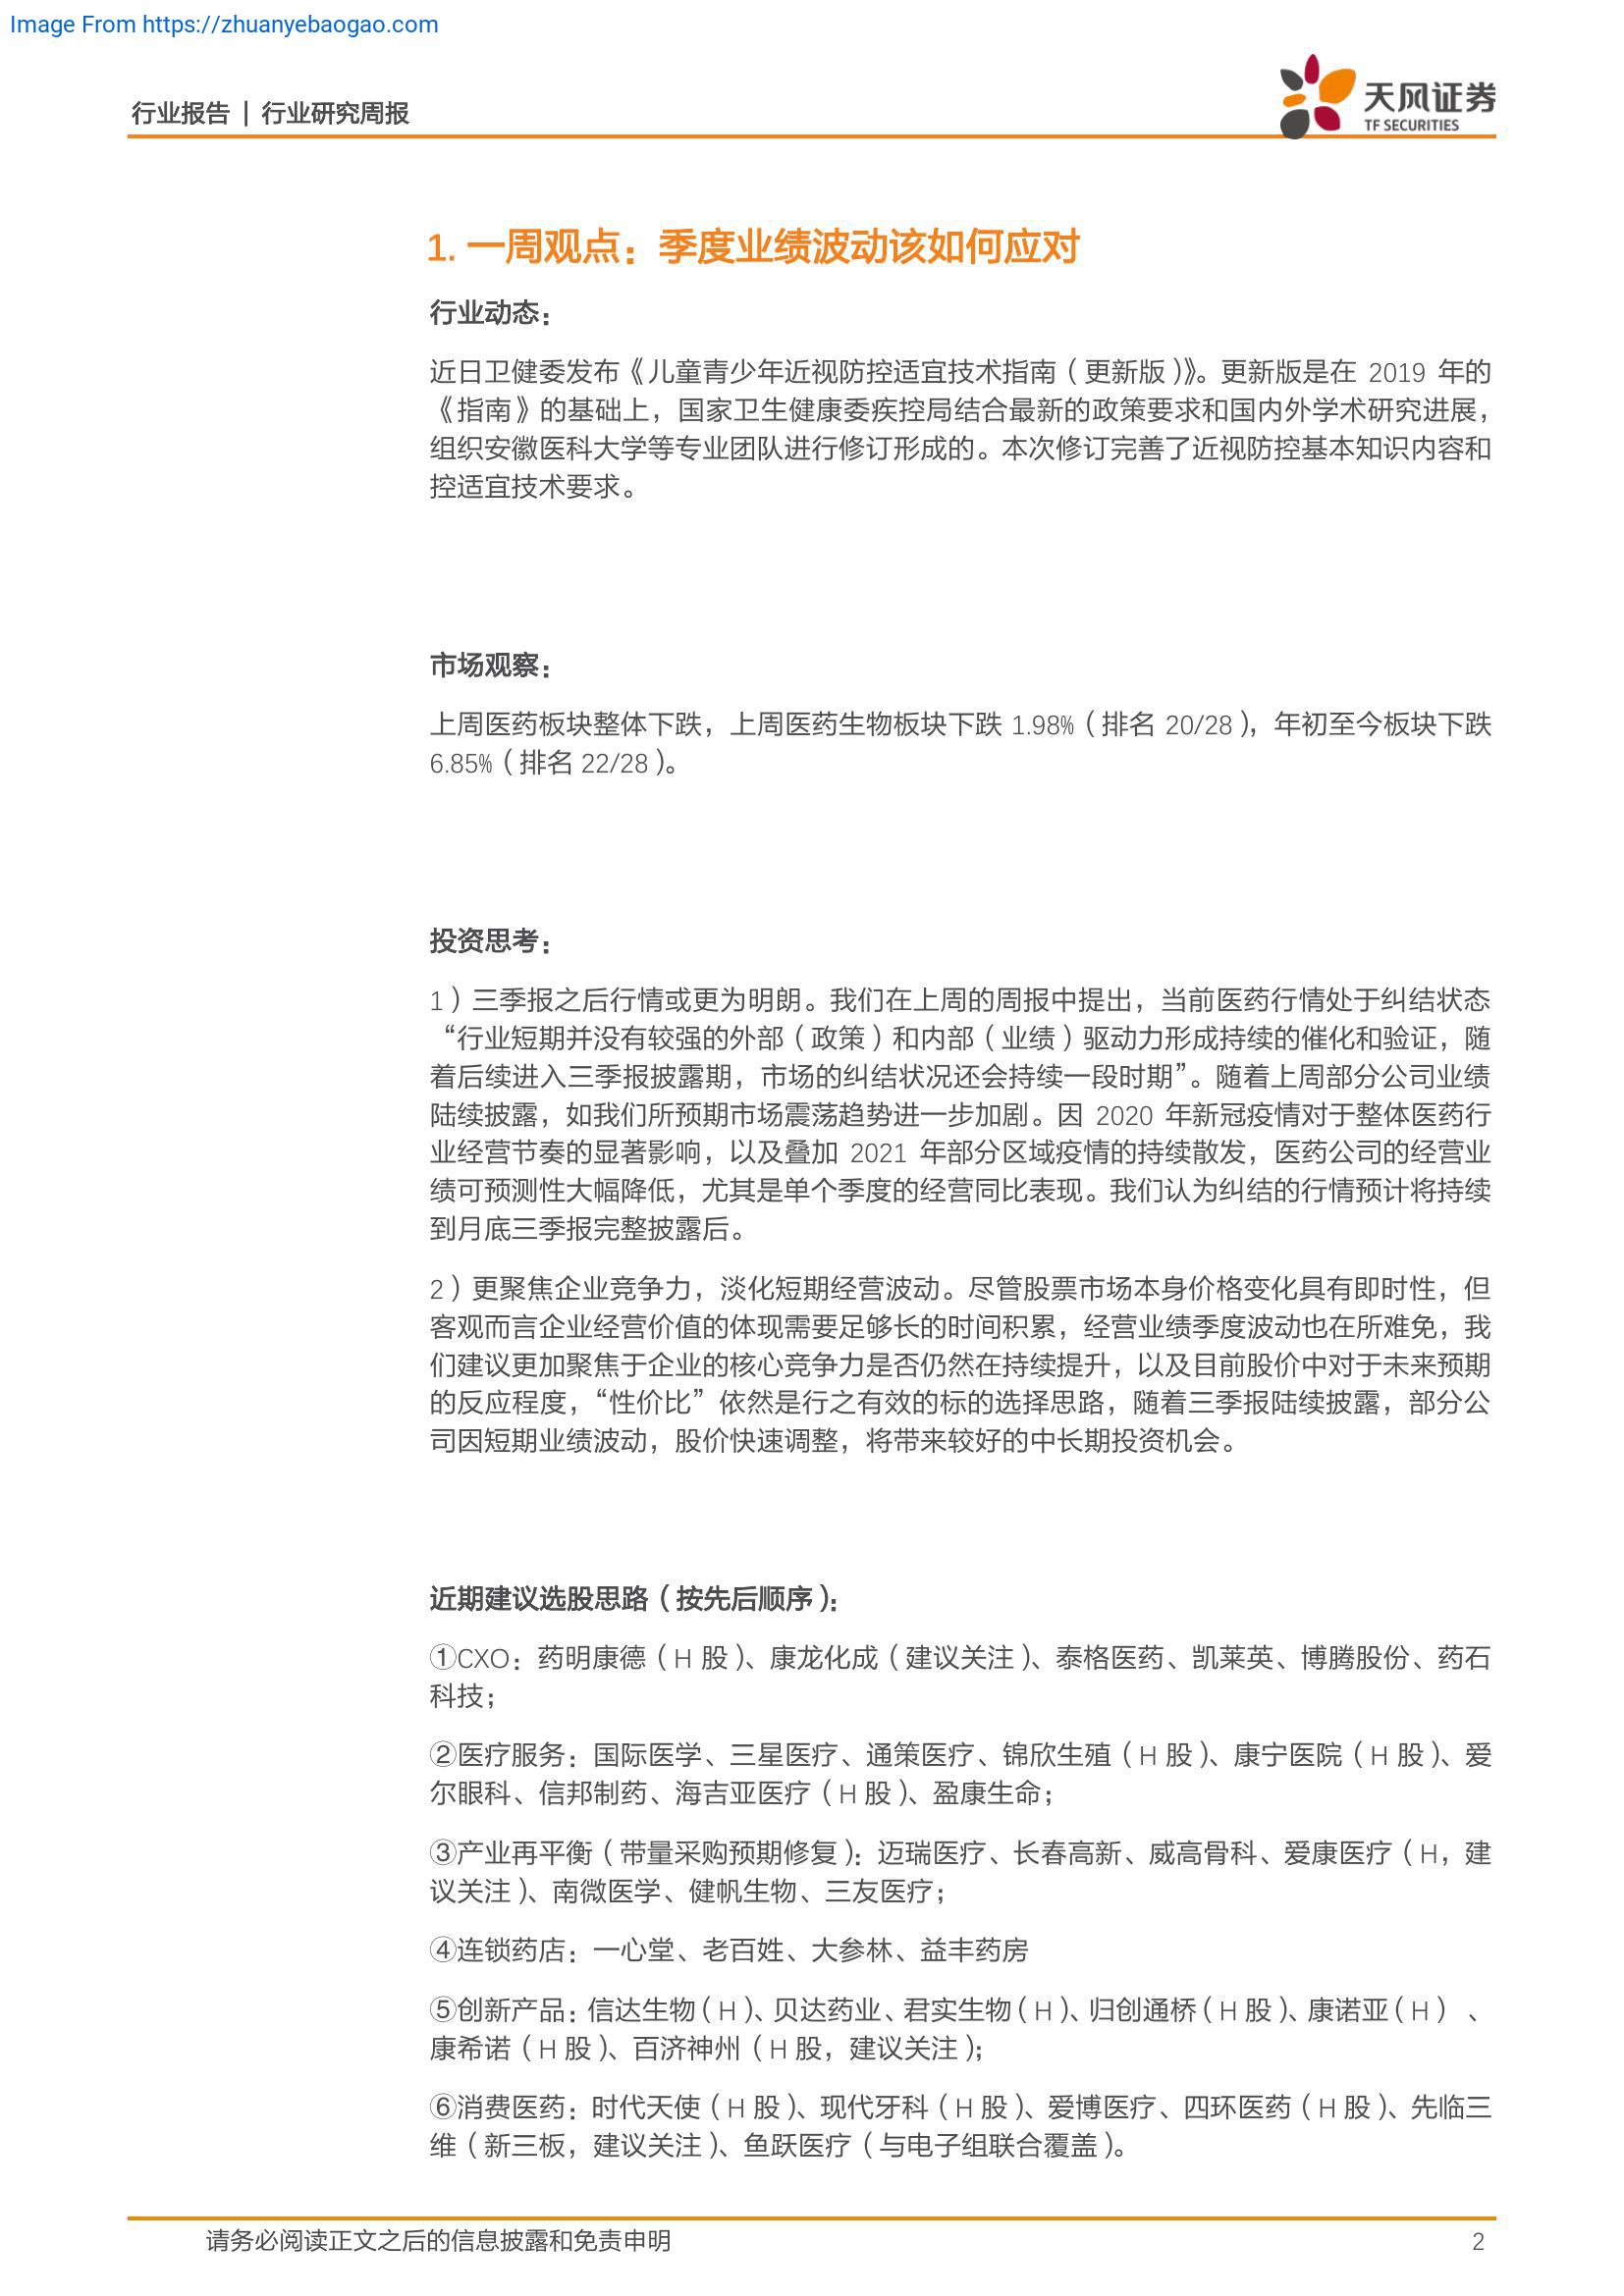 Image From https://zhuanyebaogao.com
行业报告 | 行业研究周报
天风证券
TF SECURITIES
1. 一周观点：季度业绩波动该如何应对
行业动态：
近日卫健委发布《儿童青少年近视防控适宜技术指南（更新版）》。更新版是在 2019 年的
《指南》的基础上，国家卫生健康委疾控局结合最新的政策要求和国内外学术研究进展，
组织安徽医科大学等专业团队进行修订形成的。本次修订完善了近视防控基本知识内容和
控适宜技术要求。
市场观察：
上周医药板块整体下跌，上周医药生物板块下跌 1.98%（排名 20/28），年初至今板块下跌
6.85%（排名 22/28）。
投资思考：
1）三季报之后行情或更为明朗。我们在上周的周报中提出，当前医药行情处于纠结状态
“行业短期并没有较强的外部（政策）和内部（业绩）驱动力形成持续的催化和验证，随
着后续进入三季报披露期，市场的纠结状况还会持续一段时期”。随着上周部分公司业绩
陆续披露，如我们所预期市场震荡趋势进一步加剧。因 2020 年新冠疫情对于整体医药行
业经营节奏的显著影响，以及叠加 2021 年部分区域疫情的持续散发，医药公司的经营业
绩可预测性大幅降低，尤其是单个季度的经营同比表现。我们认为纠结的行情预计将持续
到月底三季报完整披露后。
2）更聚焦企业竞争力，淡化短期经营波动。尽管股票市场本身价格变化具有即时性，但
客观而言企业经营价值的体现需要足够长的时间积累，经营业绩季度波动也在所难免，我
们建议更加聚焦于企业的核心竞争力是否仍然在持续提升，以及目前股价中对于未来预期
的反应程度，“性价比”依然是行之有效的标的选择思路，随着三季报陆续披露，部分公
司因短期业绩波动，股价快速调整，将带来较好的中长期投资机会。
近期建议选股思路（按先后顺序）：
①CXO：药明康德（H 股）、康龙化成（建议关注）、泰格医药、凯莱英、博腾股份、药石
科技；
②医疗服务：国际医学、三星医疗、通策医疗、锦欣生殖（H 股）、康宁医院（H 股）、爱
尔眼科、信邦制药、海吉亚医疗（H 股）、盈康生命；
③产业再平衡（带量采购预期修复）：迈瑞医疗、长春高新、威高骨科、爱康医疗（H，建
议关注）、南微医学、健帆生物、三友医疗；
④连锁药店：一心堂、老百姓、大参林、益丰药房
⑤创新产品：信达生物（H）、贝达药业、君实生物（H）、归创通桥（H 股）、康诺亚（H） 、
康希诺（H 股）、百济神州（H 股，建议关注）；
⑥消费医药：时代天使（H 股）、现代牙科（H 股）、爱博医疗、四环医药（H 股）、先临三
维（新三板，建议关注）、鱼跃医疗（与电子组联合覆盖）。
请务必阅读正文之后的信息披露和免责申明
2